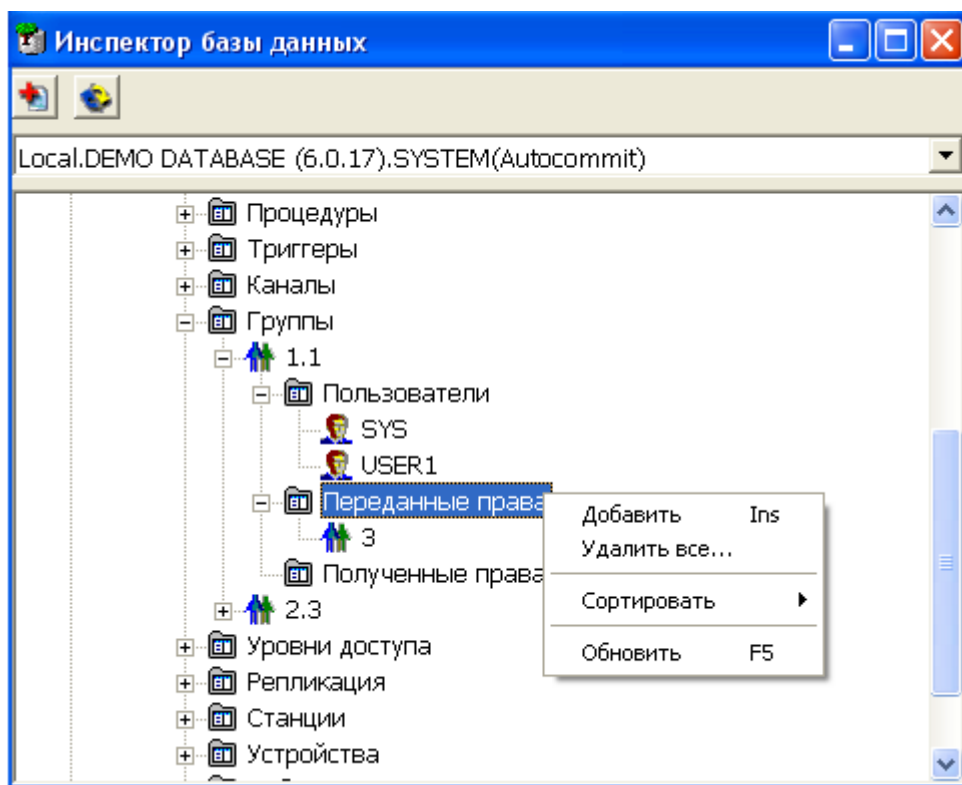 Инспектор базы данных
Local.DEMO DATABASE (6.0.17).SYSTEM(Autocommit)
Процедуры
Триггеры
Каналы
Группы
1.1
Пользователи
SYS
USER1
Переданные права
3
Полученные права
2.3
Уровни доступа
Репликация
Станции
Устройства
Добавить Ins
Удалить все...
Сортировать
Обновить F5